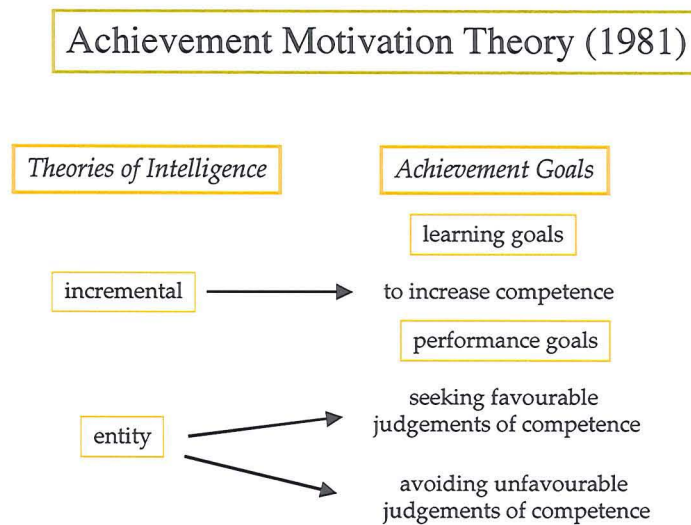 Achievement Motivation Theory (1981)
Theories of Intelligence
Achievement Goals
learning goals
incremental
to increase competence
performance goals
entity
seeking favourable
judgements of competence
avoiding unfavourable
judgements of competence